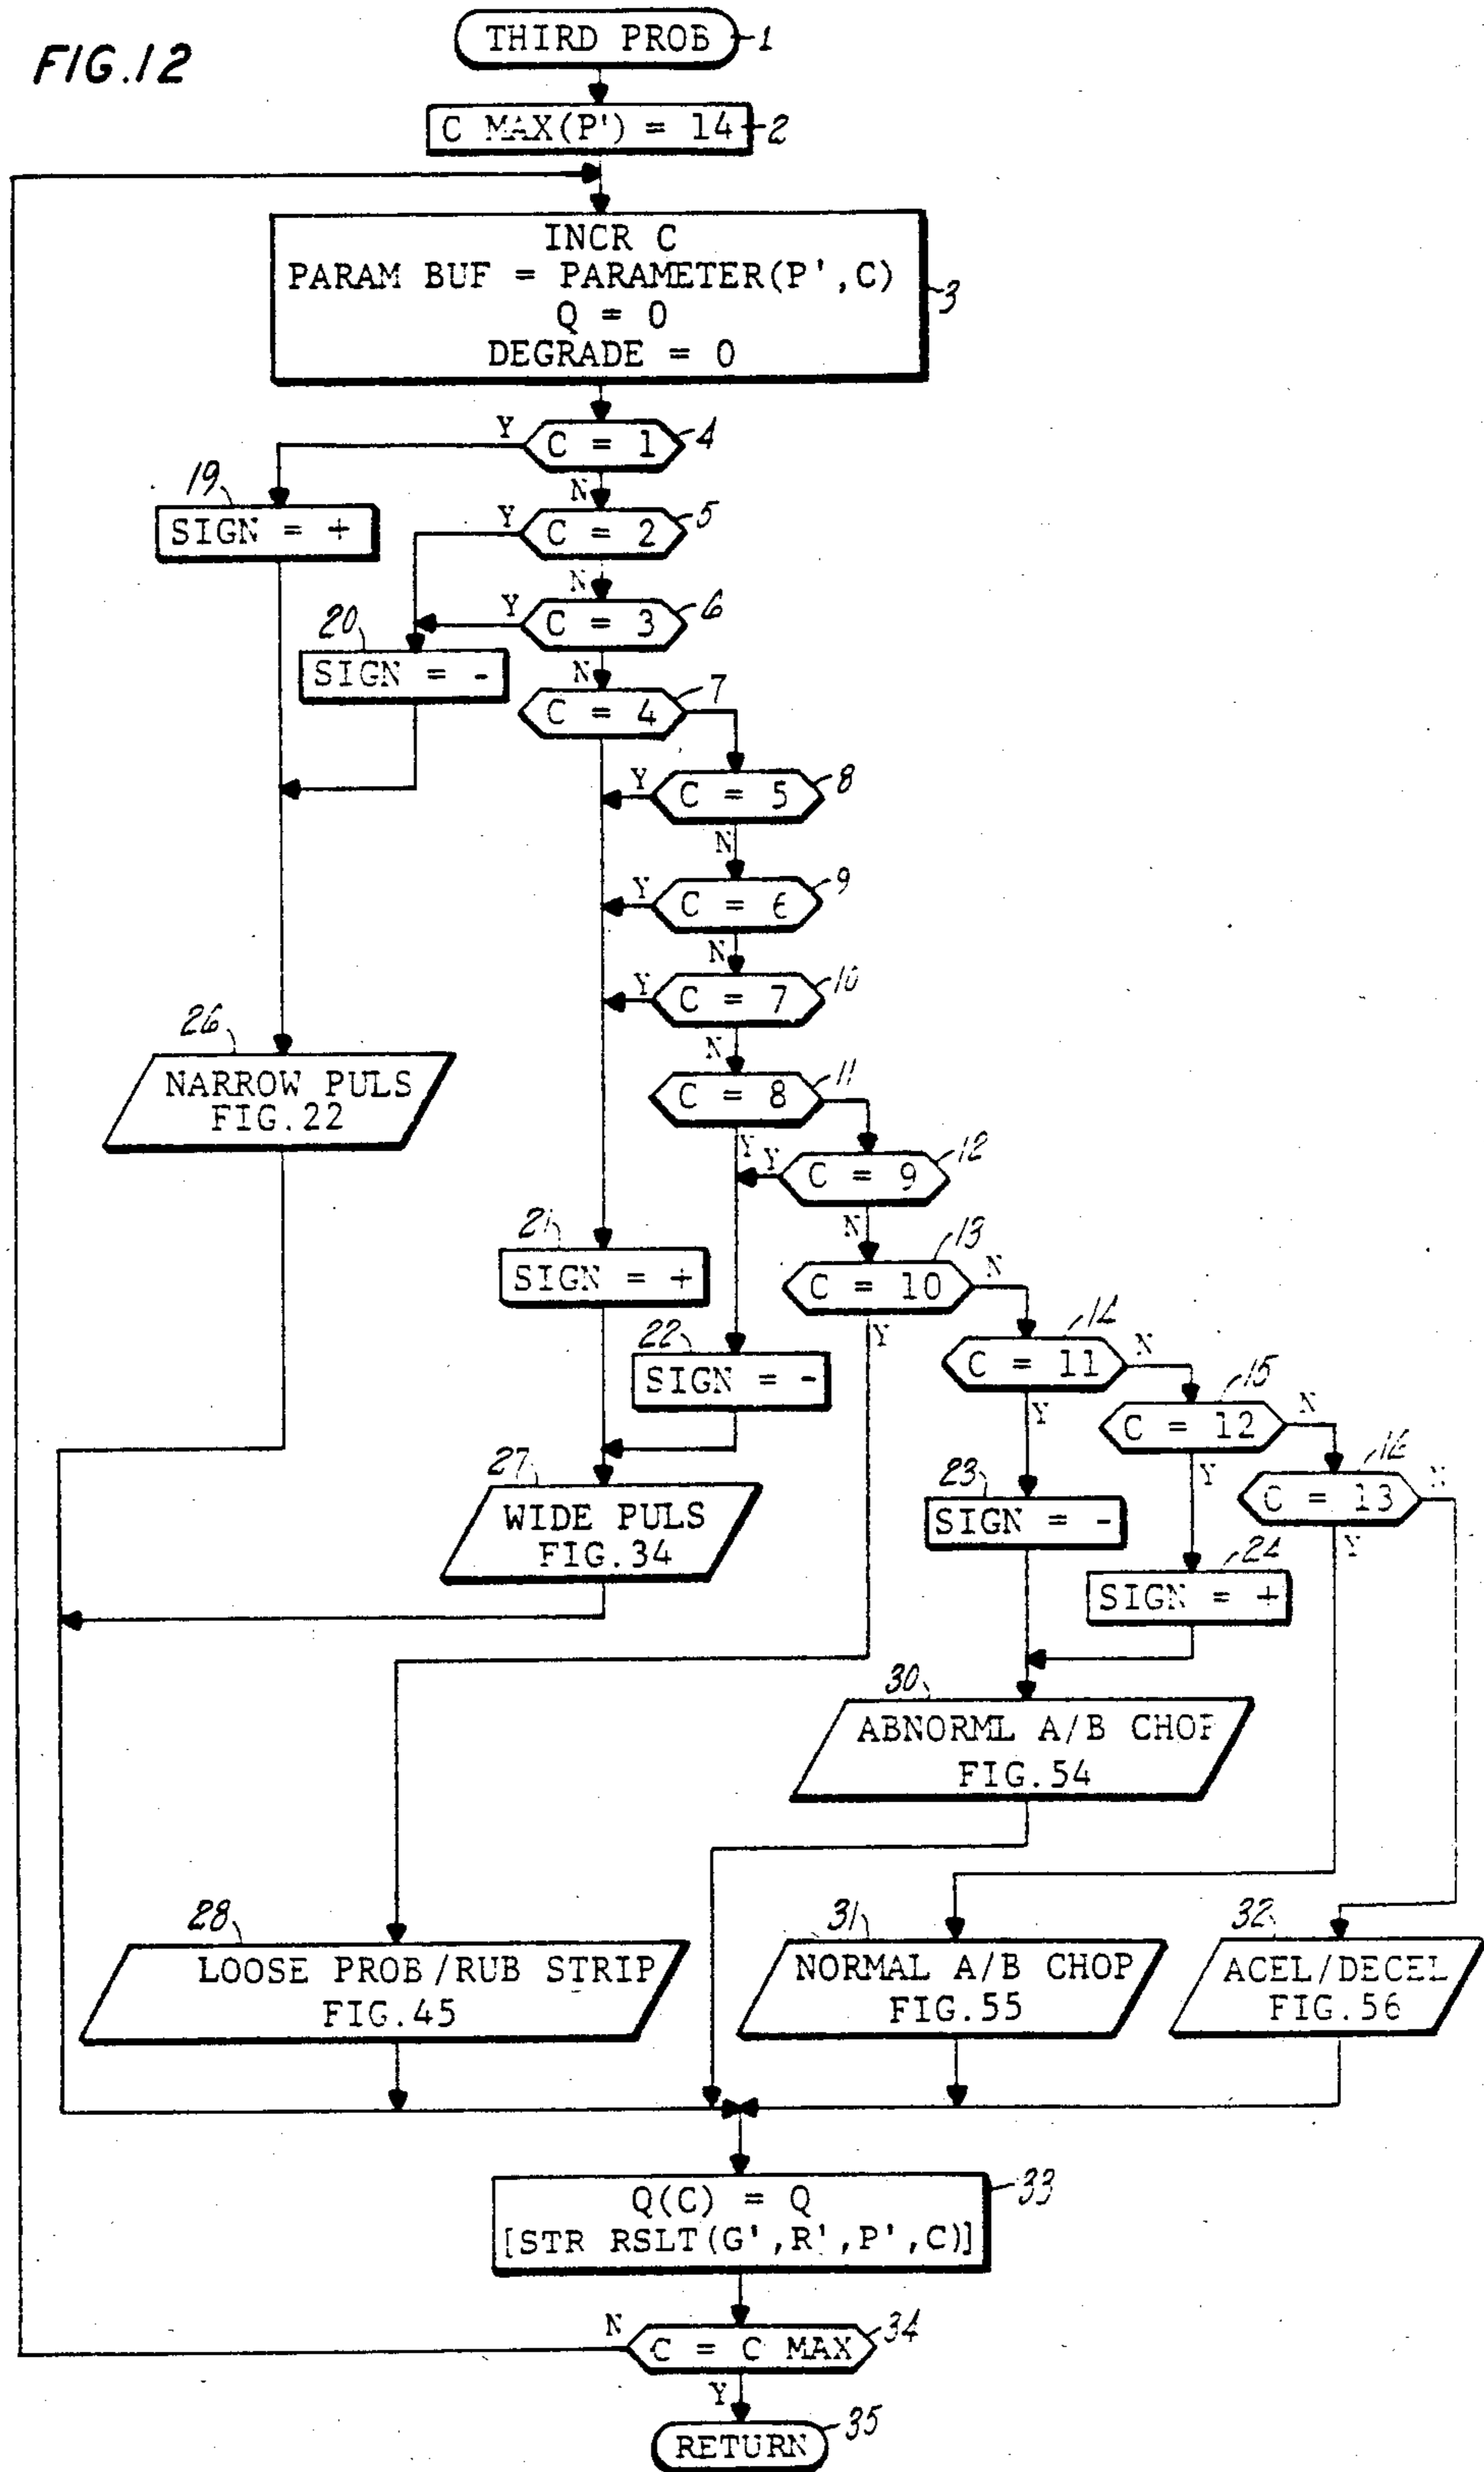 FIG.12
THIRD PROB
1
C MAX(P') = 14
2
INCR C
PARAM BUF = PARAMETER(P',C)
Q = 0
DEGRADE = 0
3
Y
C = 1
4
N
19
SIGN = +
Y
C = 2
5
N
Y
C = 3
6
20
SIGN = -
N
C = 4
7
Y
C = 5
8
N
Y
C = 6
9
N
Y
C = 7
10
N
26
NARROW PULS
FIG.22
C = 8
11
Y
Y
C = 9
12
N
21
SIGN = +
C = 10
13
N
Y
22
SIGN = -
C = 11
14
N
Y
C = 12
15
N
Y
C = 13
16
N
Y
27
WIDE PULS
FIG.34
23
SIGN = -
24
SIGN = +
30
ABNORML A/B CHOP
FIG.54
28
LOOSE PROB/RUB STRIP
FIG.45
31
NORMAL A/B CHOP
FIG.55
32
ACEL/DECEL
FIG.56
Q(C) = Q
[STR RSLT(G',R',P',C)]
33
N
C = C MAX
34
Y
RETURN
35